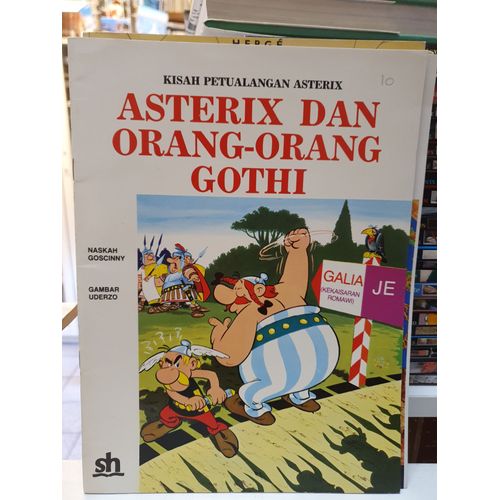 HERGÉ
KISAH PETUALANGAN ASTERIX
10
ASTERIX DAN
ORANG-ORANG
GOTHI
NASKAH
GOSCINNY
GAMBAR
UDERZO
GALIA
(KEKAISARAN
ROMAWI)
JE
sh